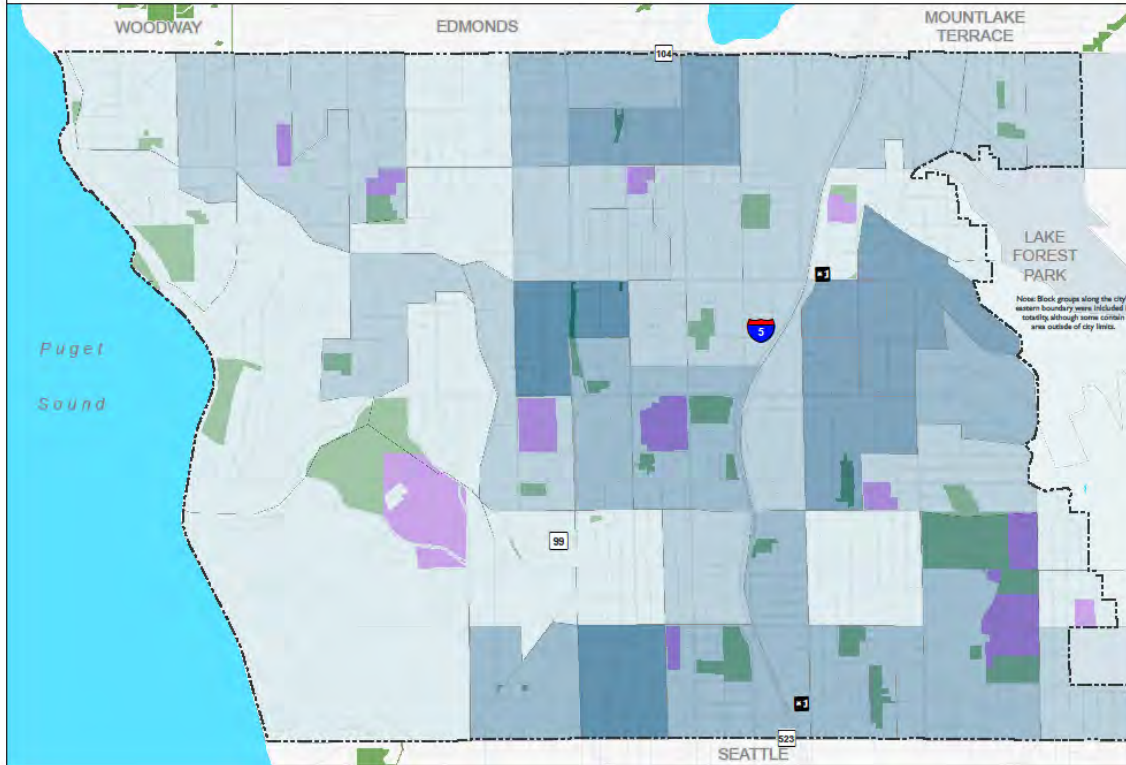 WOODWAY
EDMONDS
MOUNTLAKE
TERRACE
104
LAKE
FOREST
PARK
Note: Block groups along the city'
eastern boundary were included
totatlity, although some contain
area outside of city limits.
5
Puget
Sound
99
523
SEATTLE